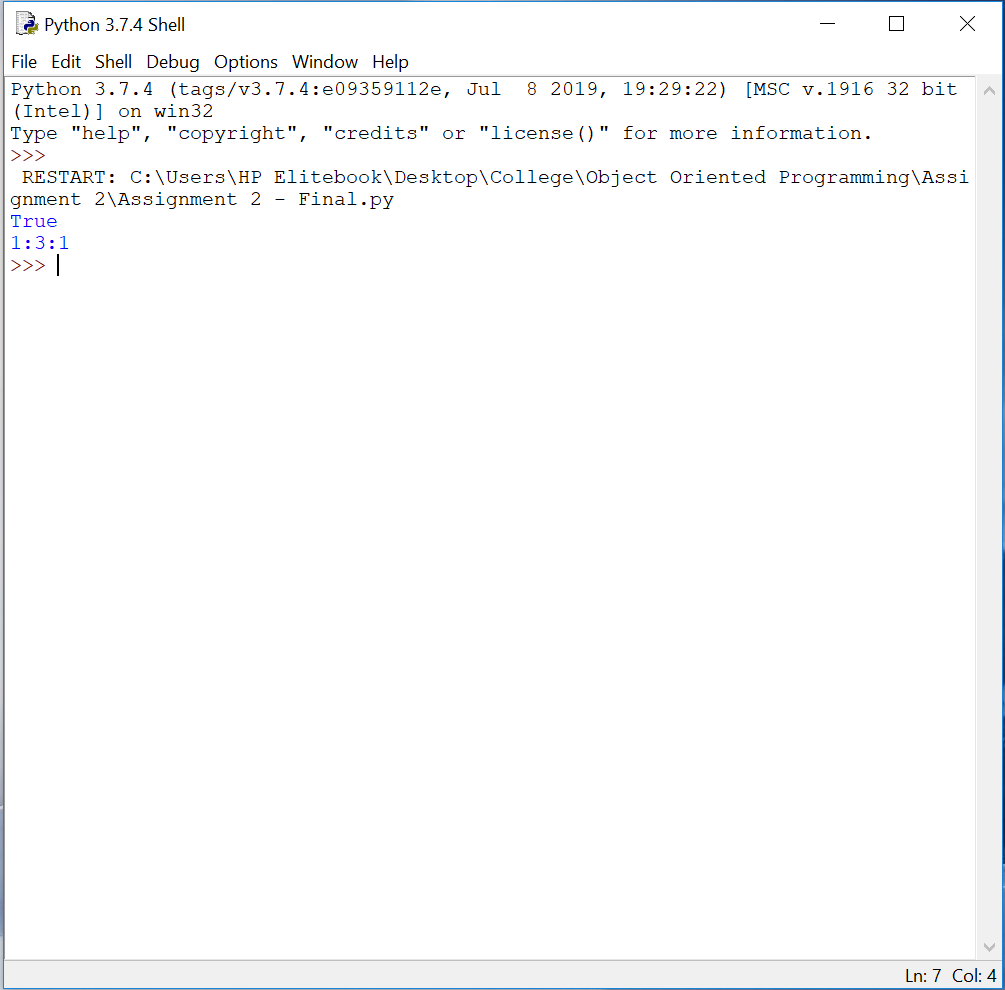 Python 3.7.4 Shell
File Edit Shell Debug Options Window Help
Python 3.7.4 (tags/v3.7.4:e09359112e, Jul  8 2019, 19:29:22) [MSC v.1916 32 bit
(Intel)] on win32
Type "help", "copyright", "credits" or "license()" for more information.
>>>
 RESTART: C:\Users\HP Elitebook\Desktop\College\Object Oriented Programming\Assi
gnment 2\Assignment 2 - Final.py
True
1:3:1
>>>
Ln: 7 Col: 4